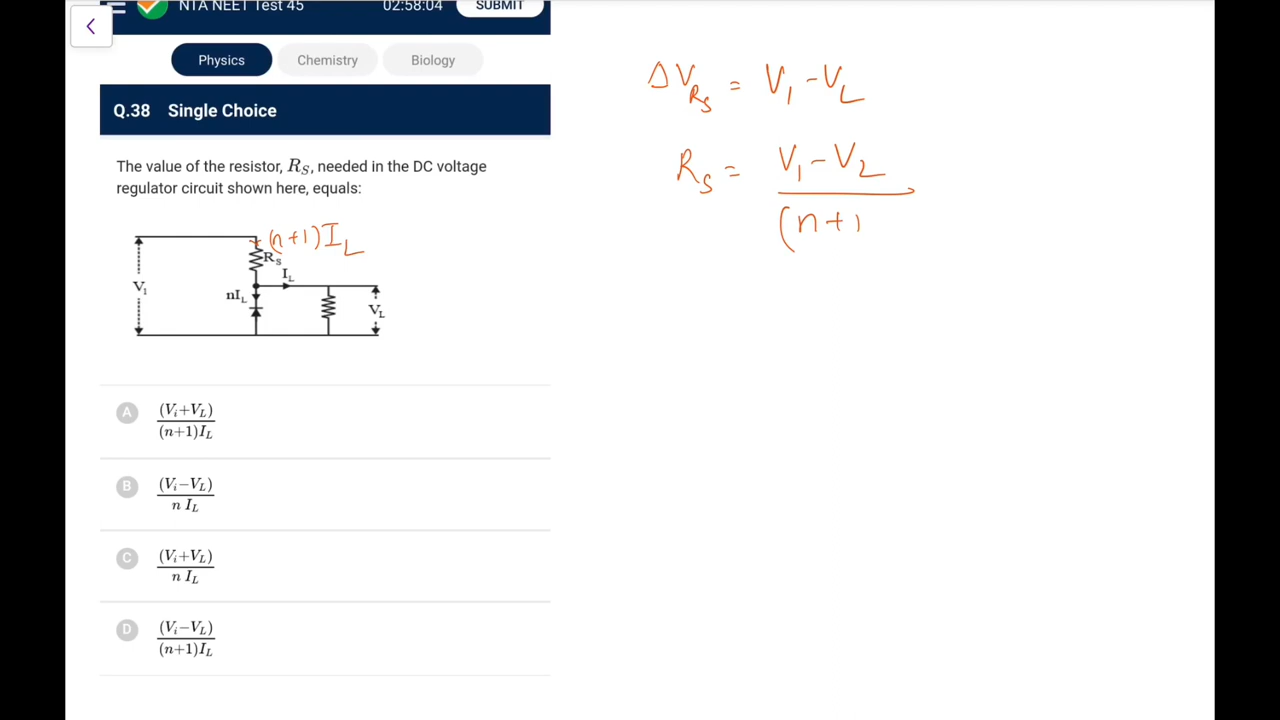 NTA NEET Test 45 02:58:04 SUBMIT
Physics Chemistry Biology
Q.38 Single Choice
The value of the resistor, R_S, needed in the DC voltage
regulator circuit shown here, equals:
(n+1)I_L
R_s
I_L
V_i
nI_L
V_L
A (V_i+V_L)/(n+1)I_L
B (V_i−V_L)/n I_L
C (V_i+V_L)/n I_L
D (V_i−V_L)/(n+1)I_L
ΔV_RS = V_1 - V_L
R_S = V_1 - V_2
(n+1